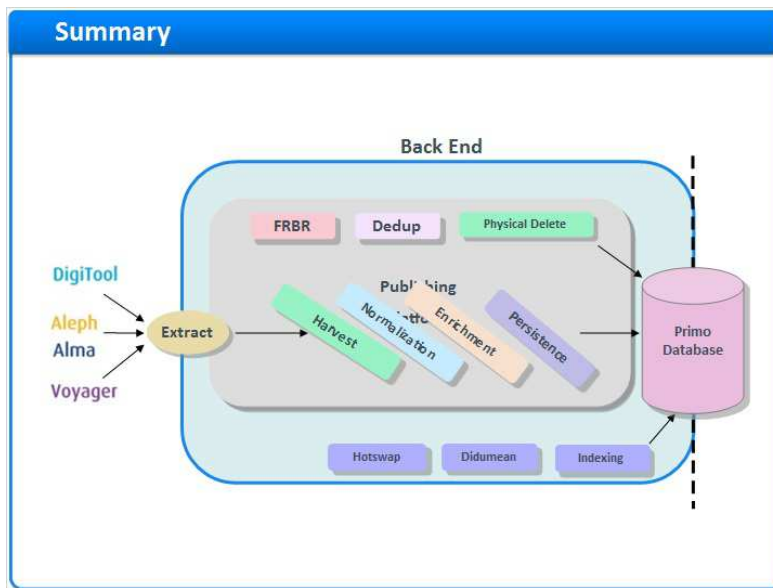 Summary
Back End
FRBR
Dedup
Physical Delete
DigiTool
Publishing
Aleph
Alma
Voyager
Extract
Harvest
Normalization
Enrichment
Persistence
Primo
Database
Hotswap
Didumean
Indexing